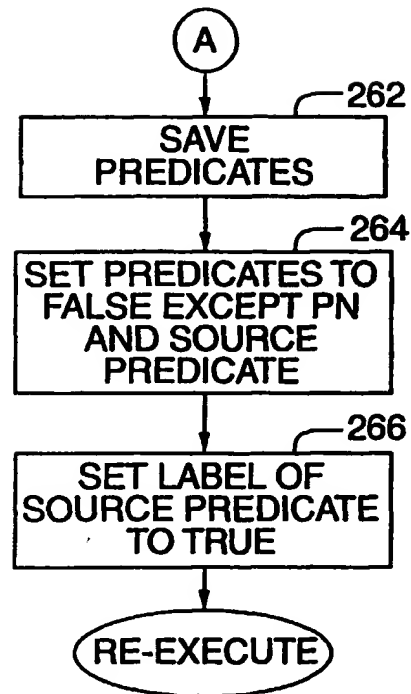 A
262
SAVE
PREDICATES
264
SET PREDICATES TO
FALSE EXCEPT PN
AND SOURCE
PREDICATE
266
SET LABEL OF
SOURCE PREDICATE
TO TRUE
RE-EXECUTE